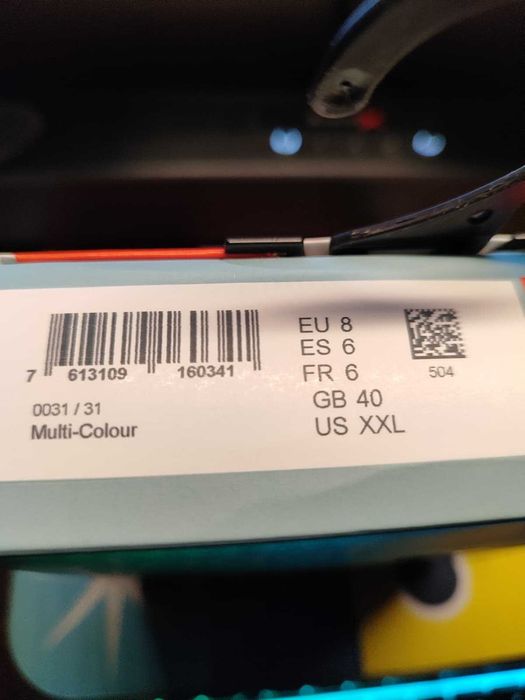 7 613109 160341
0031 / 31
Multi-Colour
EU 8
ES 6
FR 6
GB 40
US XXL
504